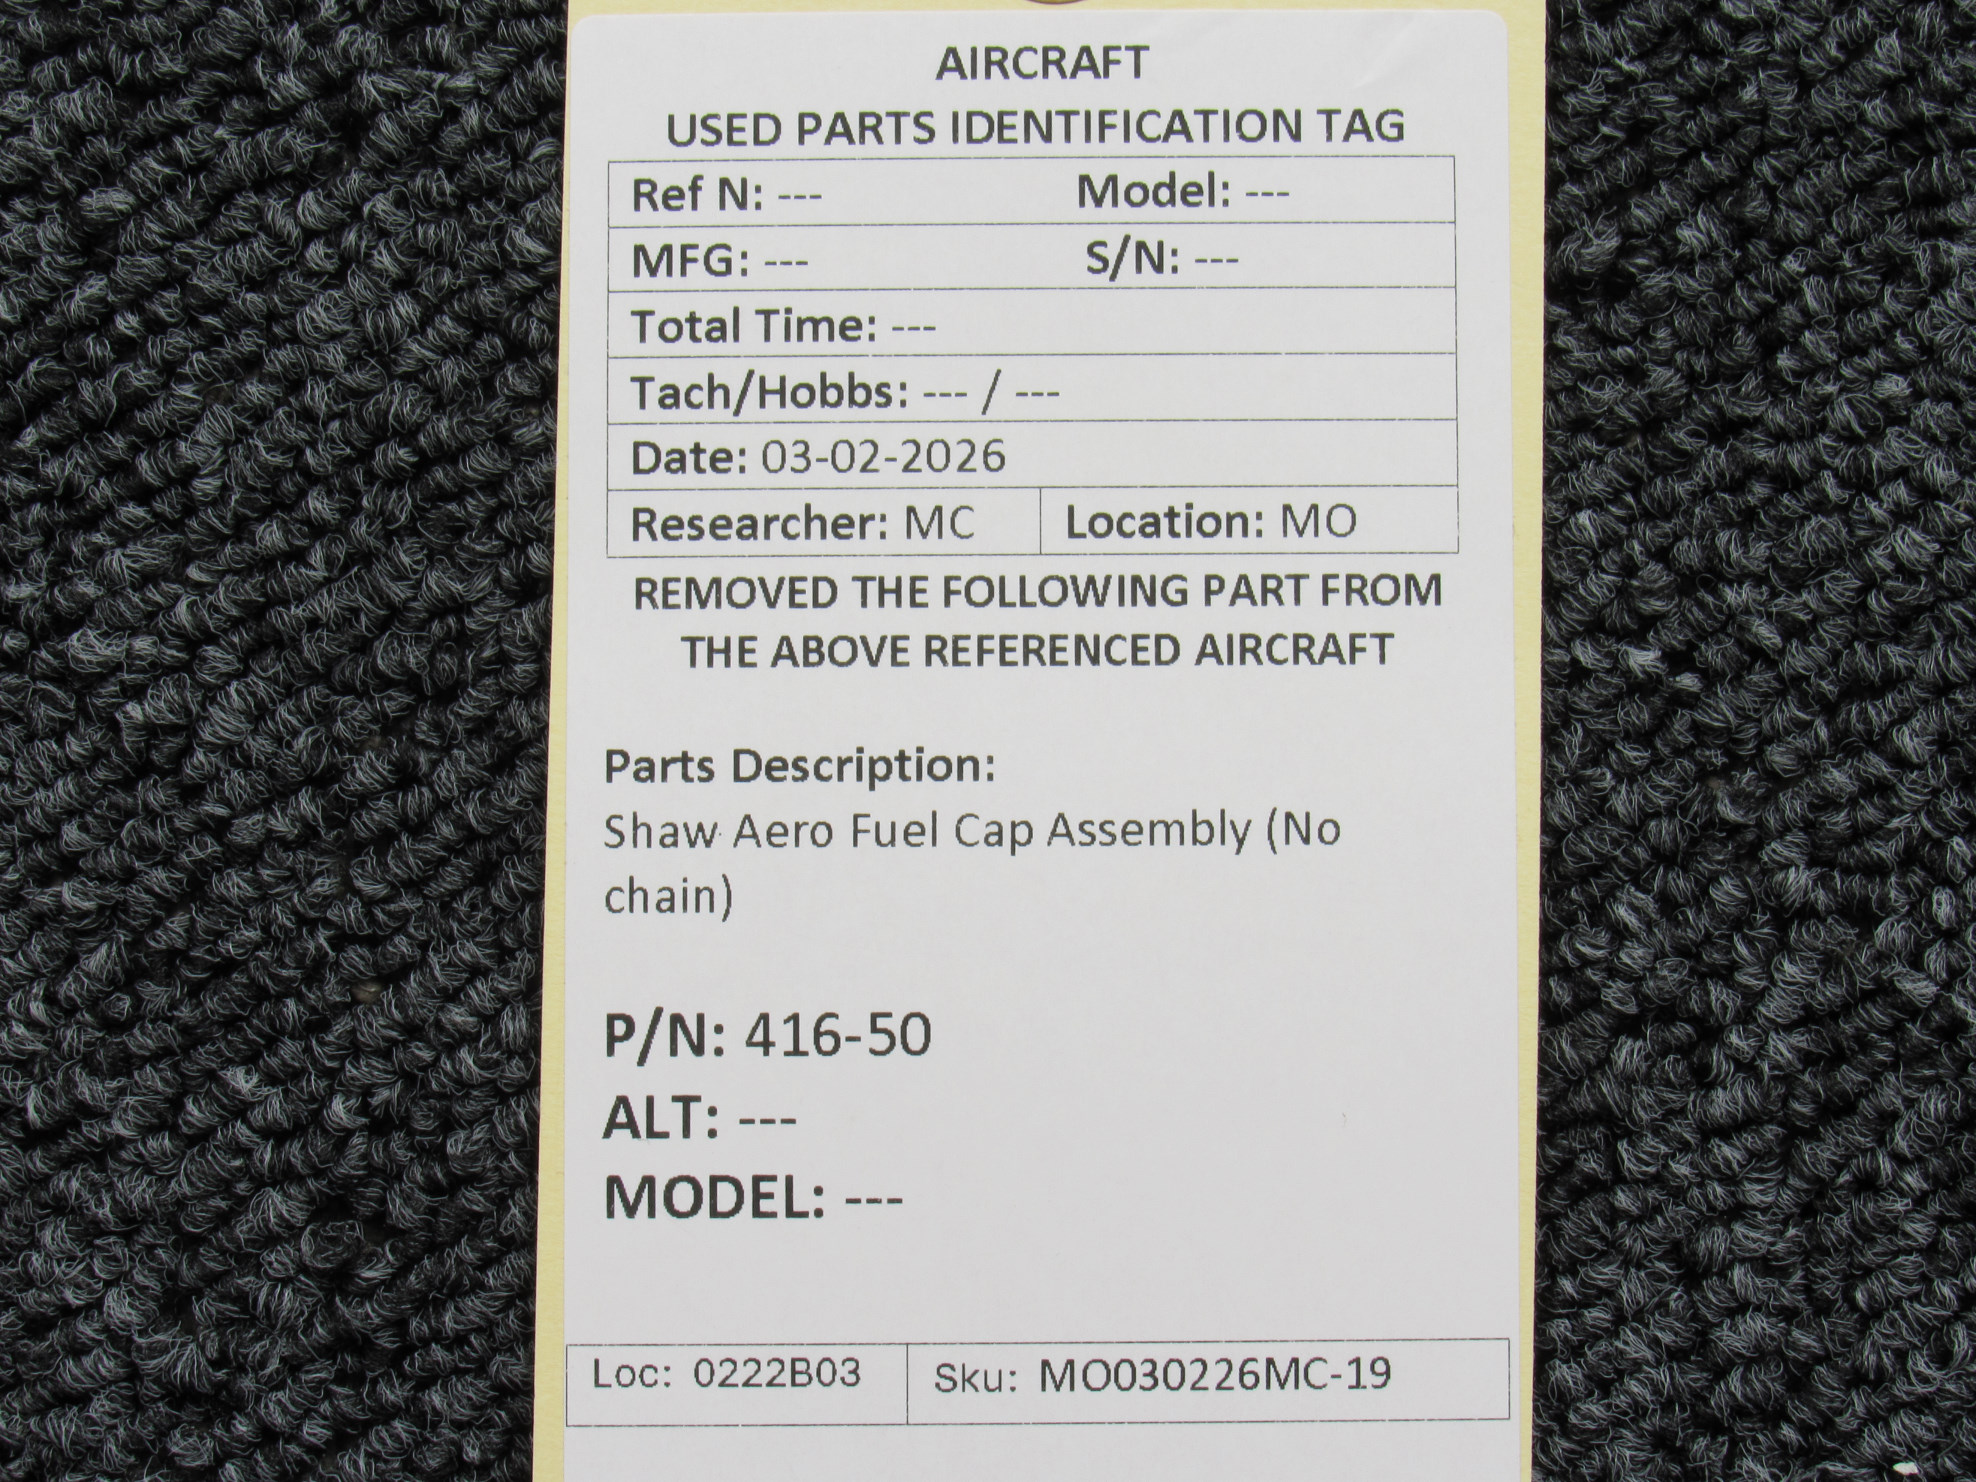 AIRCRAFT
USED PARTS IDENTIFICATION TAG
Ref N: --- Model: ---
MFG: --- S/N: ---
Total Time: ---
Tach/Hobbs: --- / ---
Date: 03-02-2026
Researcher: MC Location: MO
REMOVED THE FOLLOWING PART FROM
THE ABOVE REFERENCED AIRCRAFT
Parts Description:
Shaw Aero Fuel Cap Assembly (No
chain)
P/N: 416-50
ALT: ---
MODEL: ---
Loc: 0222B03 Sku: MO030226MC-19